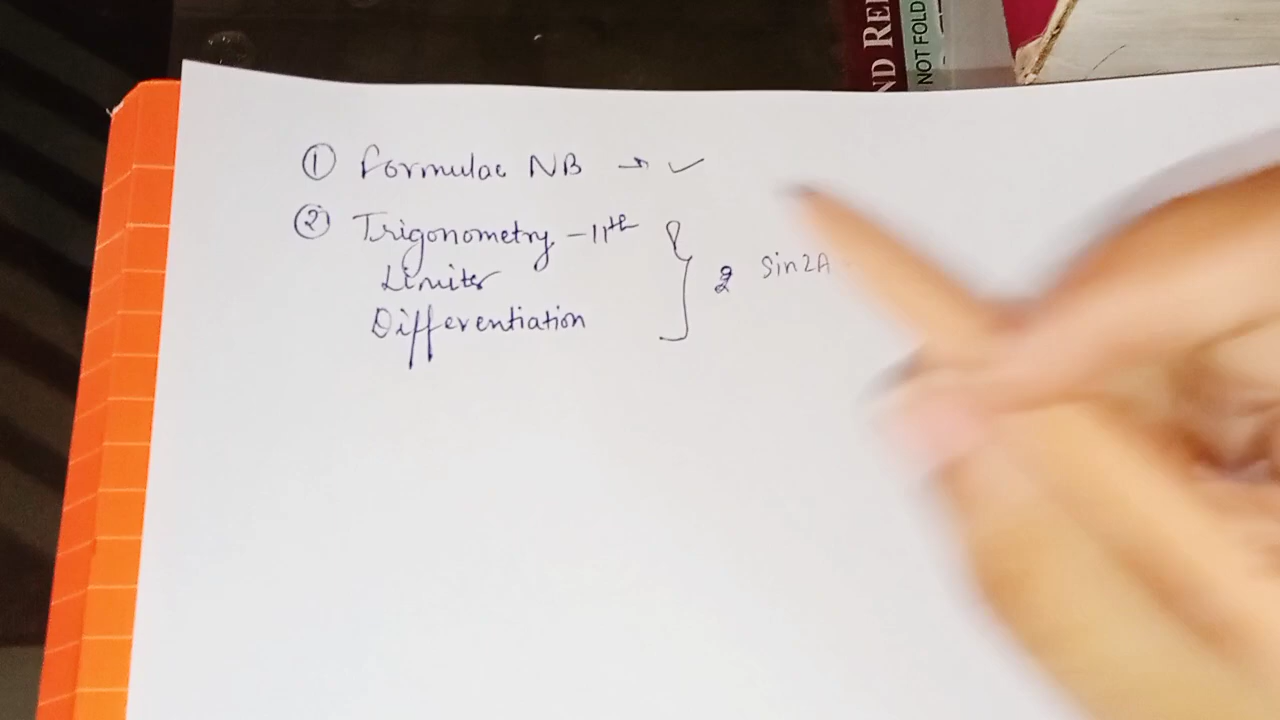 ND RE
NOT FOLD
① Formulae NB → ✓
② Trigonometry - 11th
Limits
Differentiation
2 Sin2A